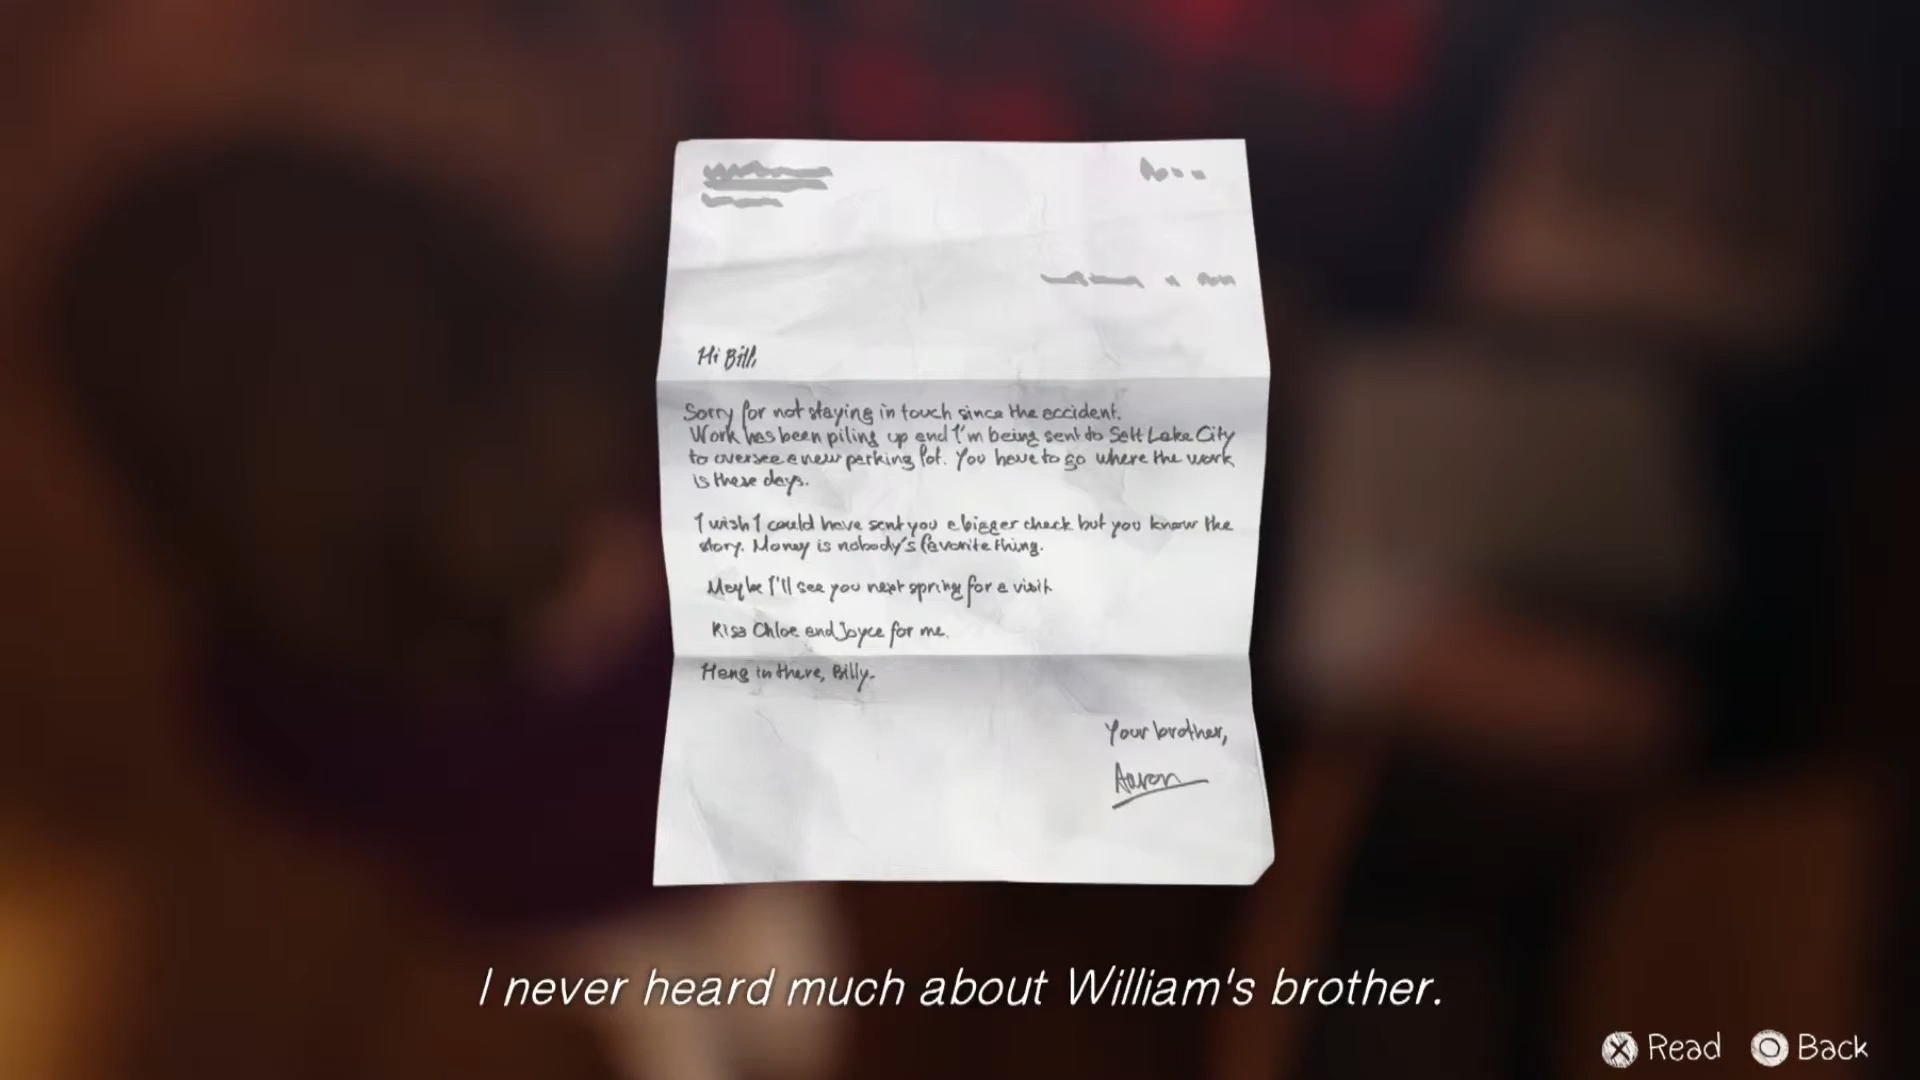 Hi Bill,
Sorry for not staying in touch since the accident.
Work has been piling up and I'm being sent to Salt Lake City
to oversee a new parking lot. You have to go where the work
is these days.
I wish I could have sent you a bigger check but you know the
story. Money is nobody's favorite thing.
Maybe I'll see you next spring for a visit.
Kiss Chloe and Joyce for me.
Hang in there, Billy.
Your brother,
Aaron
I never heard much about William's brother.
Read Back